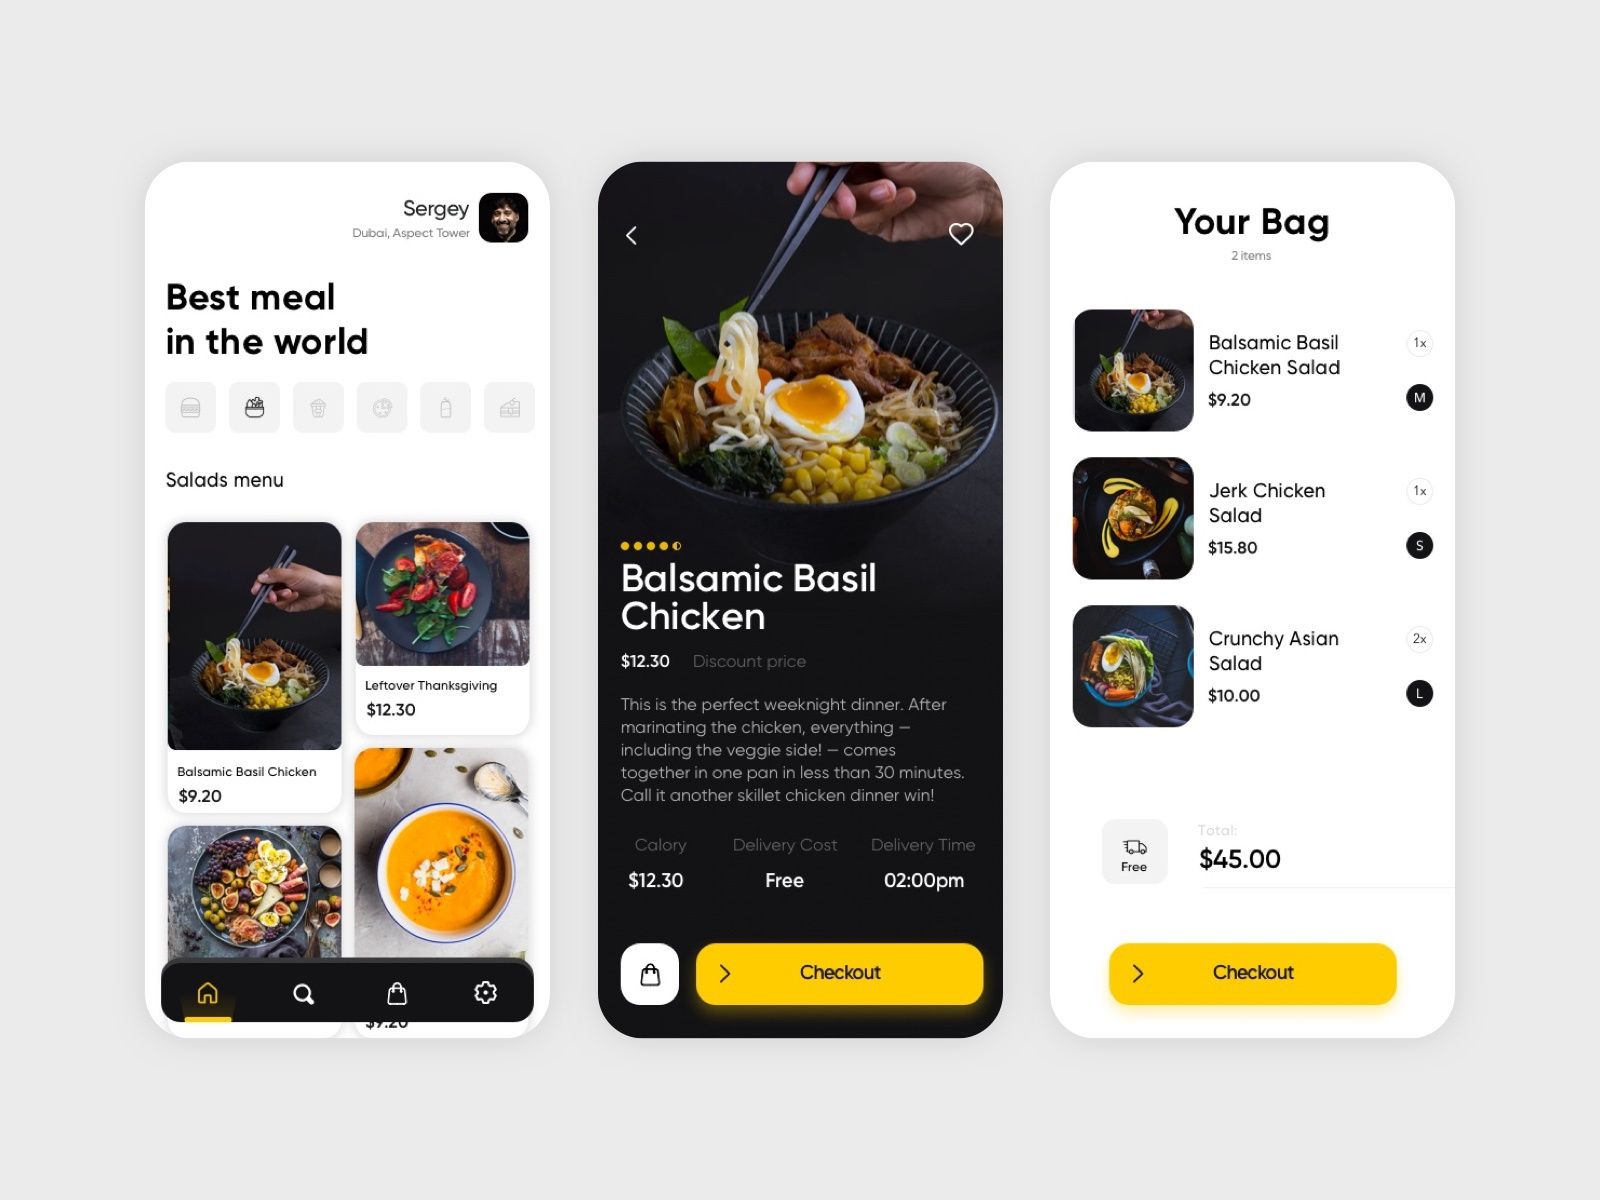 Sergey
Dubai, Aspect Tower
Best meal
in the world
Salads menu
Balsamic Basil Chicken
$9.20
Leftover Thanksgiving
$12.30
$9.20
Balsamic Basil
Chicken
$12.30 Discount price
This is the perfect weeknight dinner. After
marinating the chicken, everything —
including the veggie side! — comes
together in one pan in less than 30 minutes.
Call it another skillet chicken dinner win!
Calory Delivery Cost Delivery Time
$12.30 Free 02:00pm
Checkout
Your Bag
2 items
Balsamic Basil
Chicken Salad
$9.20
1x
M
Jerk Chicken
Salad
$15.80
1x
S
Crunchy Asian
Salad
$10.00
2x
L
Free
Total:
$45.00
Checkout